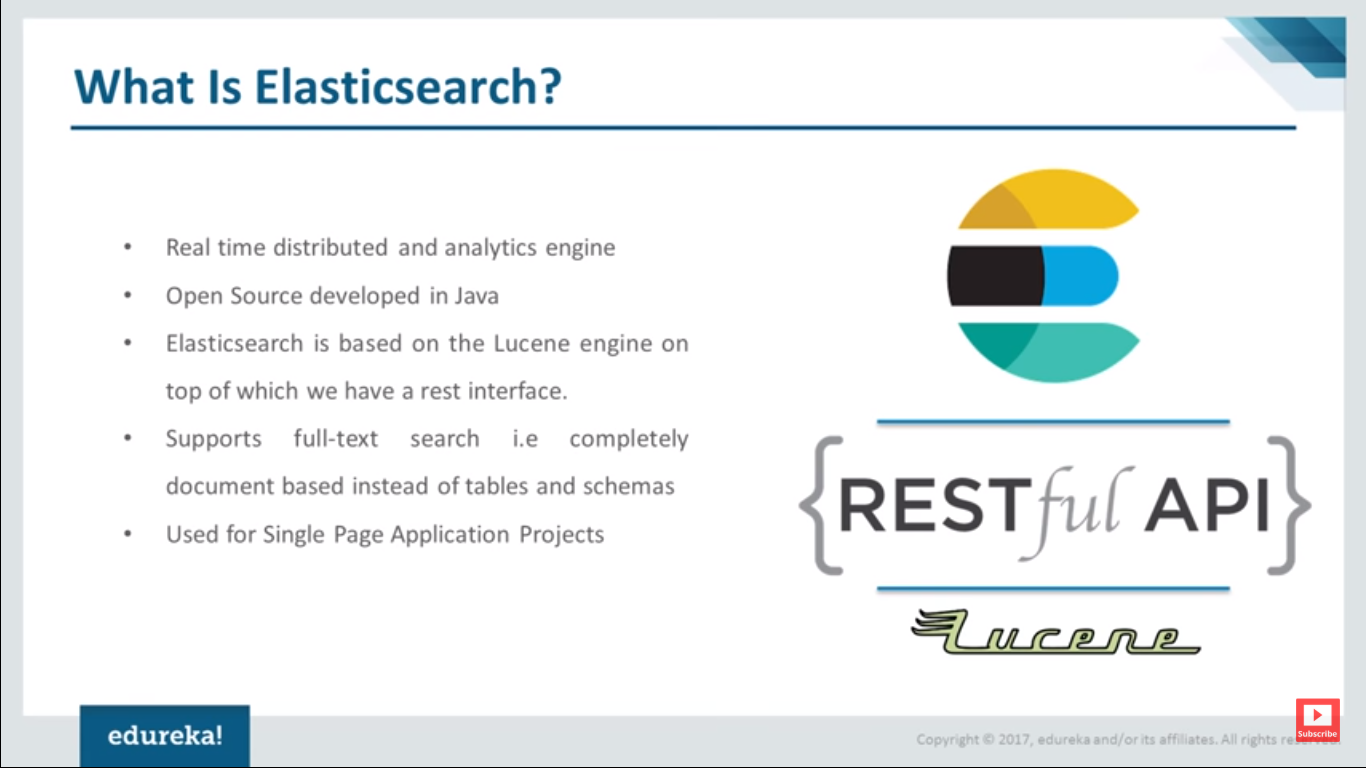 What Is Elasticsearch?
• Real time distributed and analytics engine
• Open Source developed in Java
• Elasticsearch is based on the Lucene engine on
top of which we have a rest interface.
• Supports full-text search i.e completely
document based instead of tables and schemas
• Used for Single Page Application Projects
{RESTful API}
Lucene
edureka!
Copyright © 2017, edureka and/or its affiliates. All rights
Subscribe